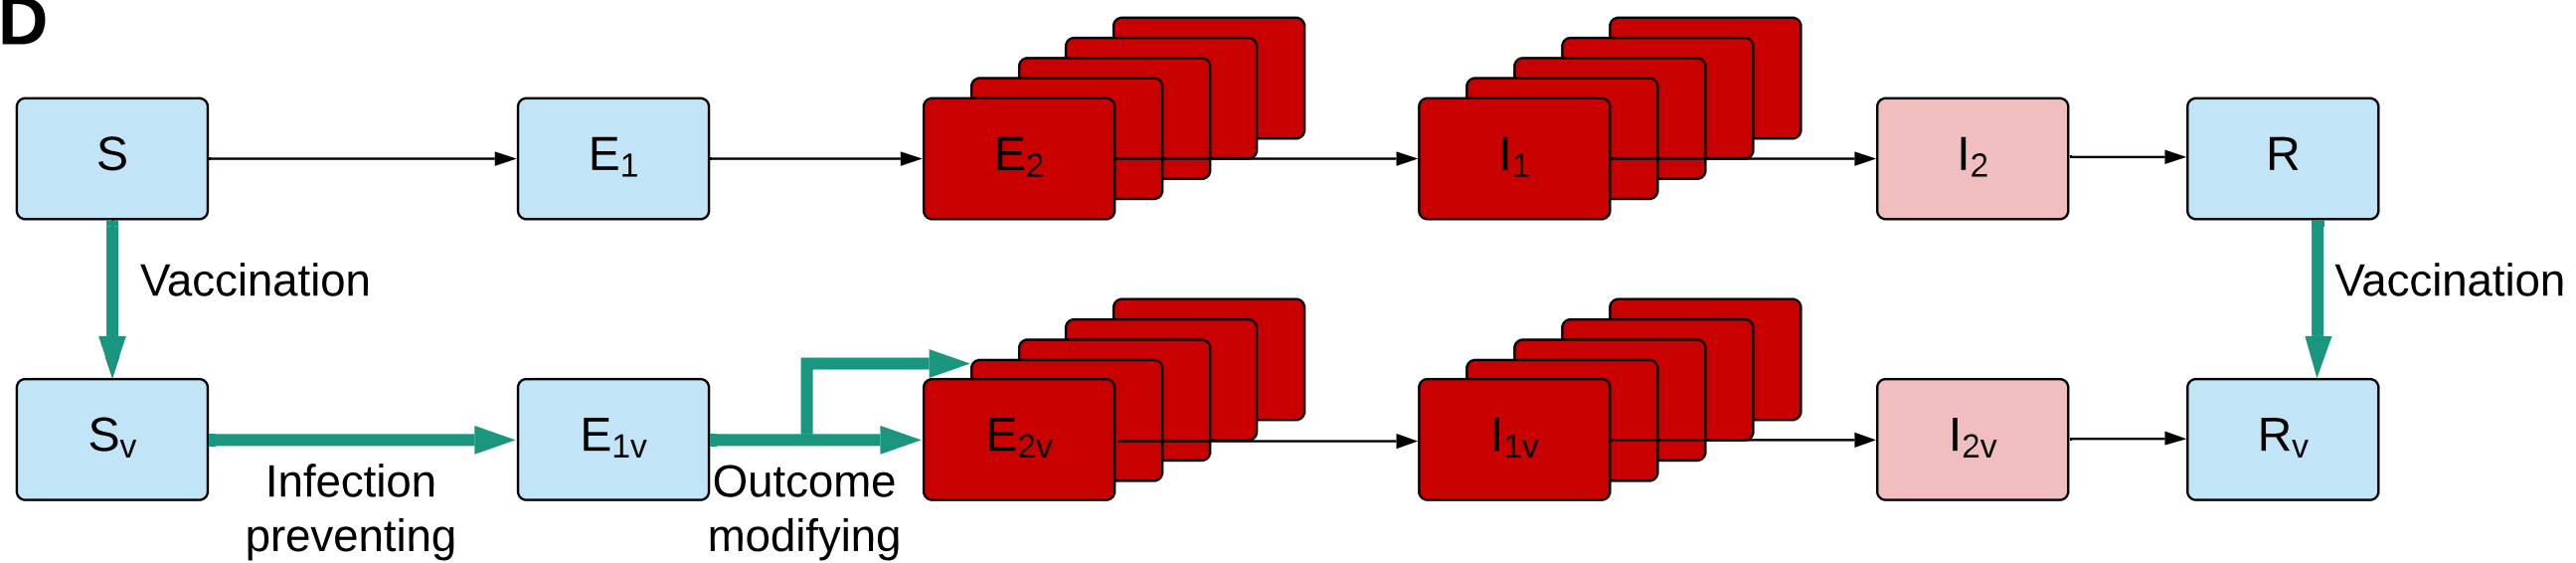 D
S
E1
E2
I1
I2
R
Vaccination
Vaccination
Sv
E1v
E2v
I1v
I2v
Rv
Infection
preventing
Outcome
modifying